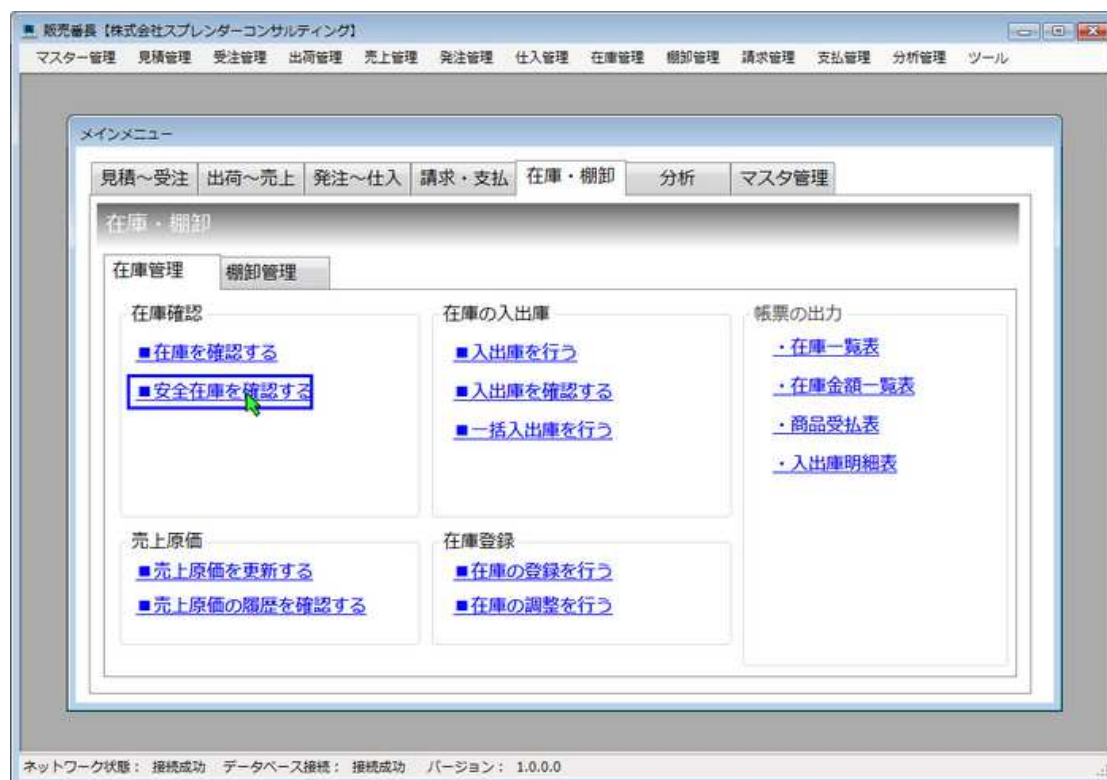 販売番長【株式会社スプレンダーコンサルティング】
マスター管理 見積管理 受注管理 出荷管理 売上管理 発注管理 仕入管理 在庫管理 棚卸管理 請求管理 支払管理 分析管理 ツール
メインメニュー
見積～受注 出荷～売上 発注～仕入 請求・支払 在庫・棚卸 分析 マスタ管理
在庫・棚卸
在庫管理 棚卸管理
在庫確認
■在庫を確認する
■安全在庫を確認する
在庫の入出庫
■入出庫を行う
■入出庫を確認する
■一括入出庫を行う
帳票の出力
・在庫一覧表
・在庫金額一覧表
・商品受払表
・入出庫明細表
売上原価
■売上原価を更新する
■売上原価の履歴を確認する
在庫登録
■在庫の登録を行う
■在庫の調整を行う
ネットワーク状態： 接続成功 データベース接続： 接続成功 バージョン： 1.0.0.0